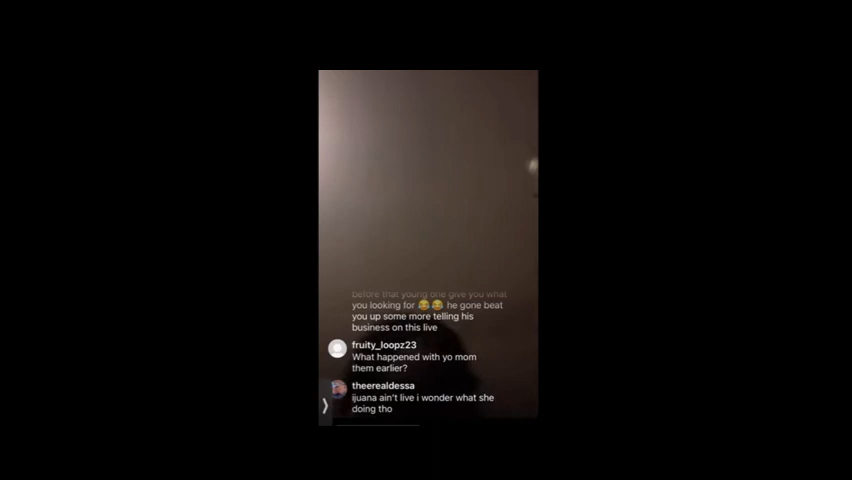 before that young one give you what
you looking for 😂😂 he gone beat
you up some more telling his
business on this live
fruity_loopz23
What happened with yo mom
them earlier?
theerealdessa
ijuana ain't live i wonder what she
doing tho